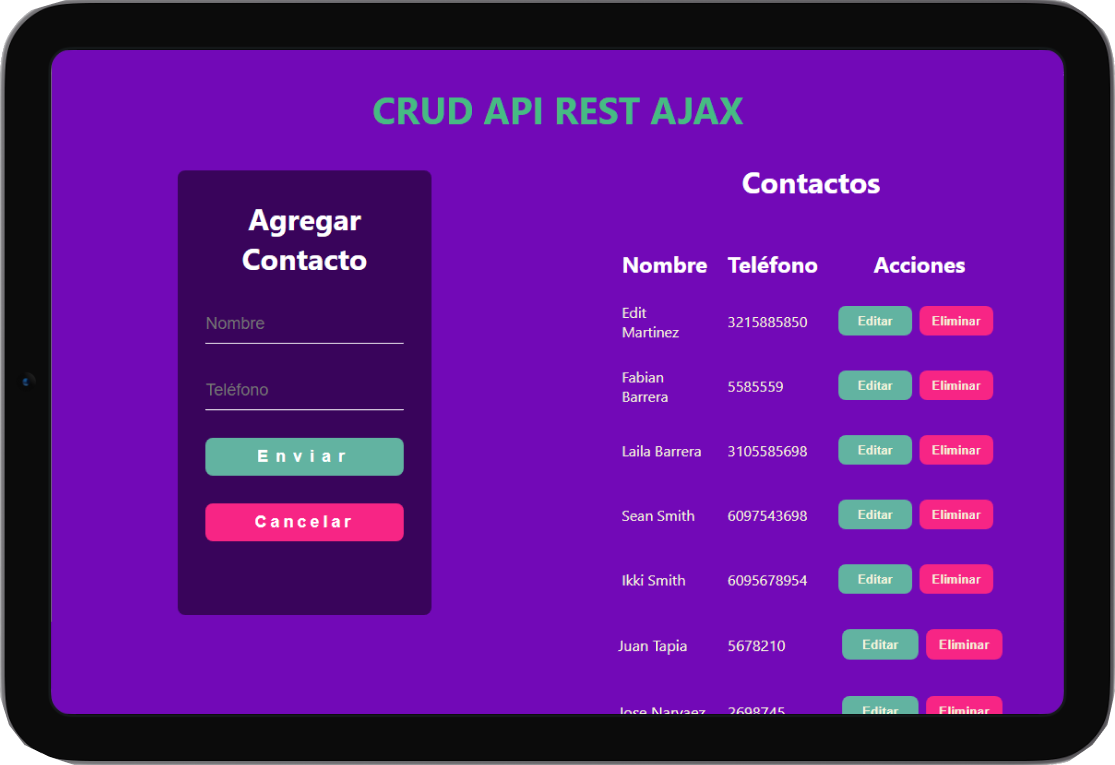 CRUD API REST AJAX
Agregar
Contacto
Nombre
Teléfono
Enviar
Cancelar
Contactos
Nombre Teléfono Acciones
Edit
Martinez 3215885850 Editar Eliminar
Fabian
Barrera 5585559 Editar Eliminar
Laila Barrera 3105585698 Editar Eliminar
Sean Smith 6097543698 Editar Eliminar
Ikki Smith 6095678954 Editar Eliminar
Juan Tapia 5678210 Editar Eliminar
Jose Narvaez 2698745 Editar Eliminar